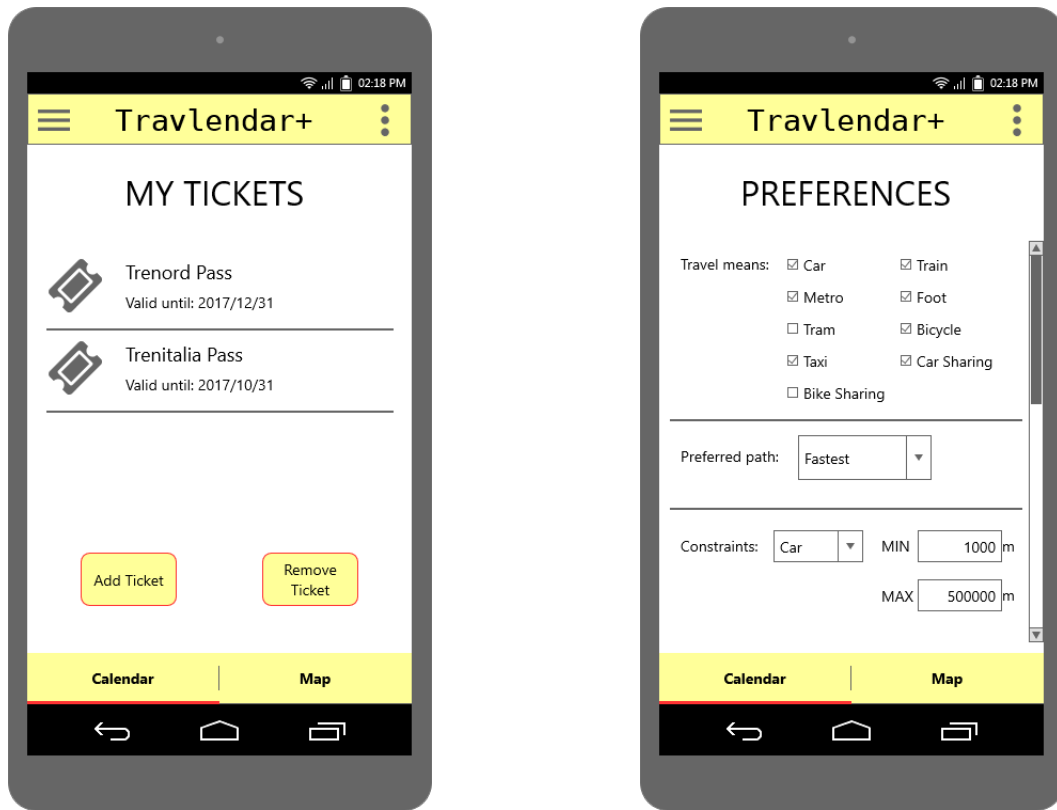 02:18 PM
Travlendar+
MY TICKETS
Trenord Pass
Valid until: 2017/12/31
Trenitalia Pass
Valid until: 2017/10/31
Add Ticket
Remove
Ticket
Calendar
Map
02:18 PM
Travlendar+
PREFERENCES
Travel means:
Car
Train
Metro
Foot
Tram
Bicycle
Taxi
Car Sharing
Bike Sharing
Preferred path:
Fastest
Constraints:
Car
MIN
1000 m
MAX
500000 m
Calendar
Map